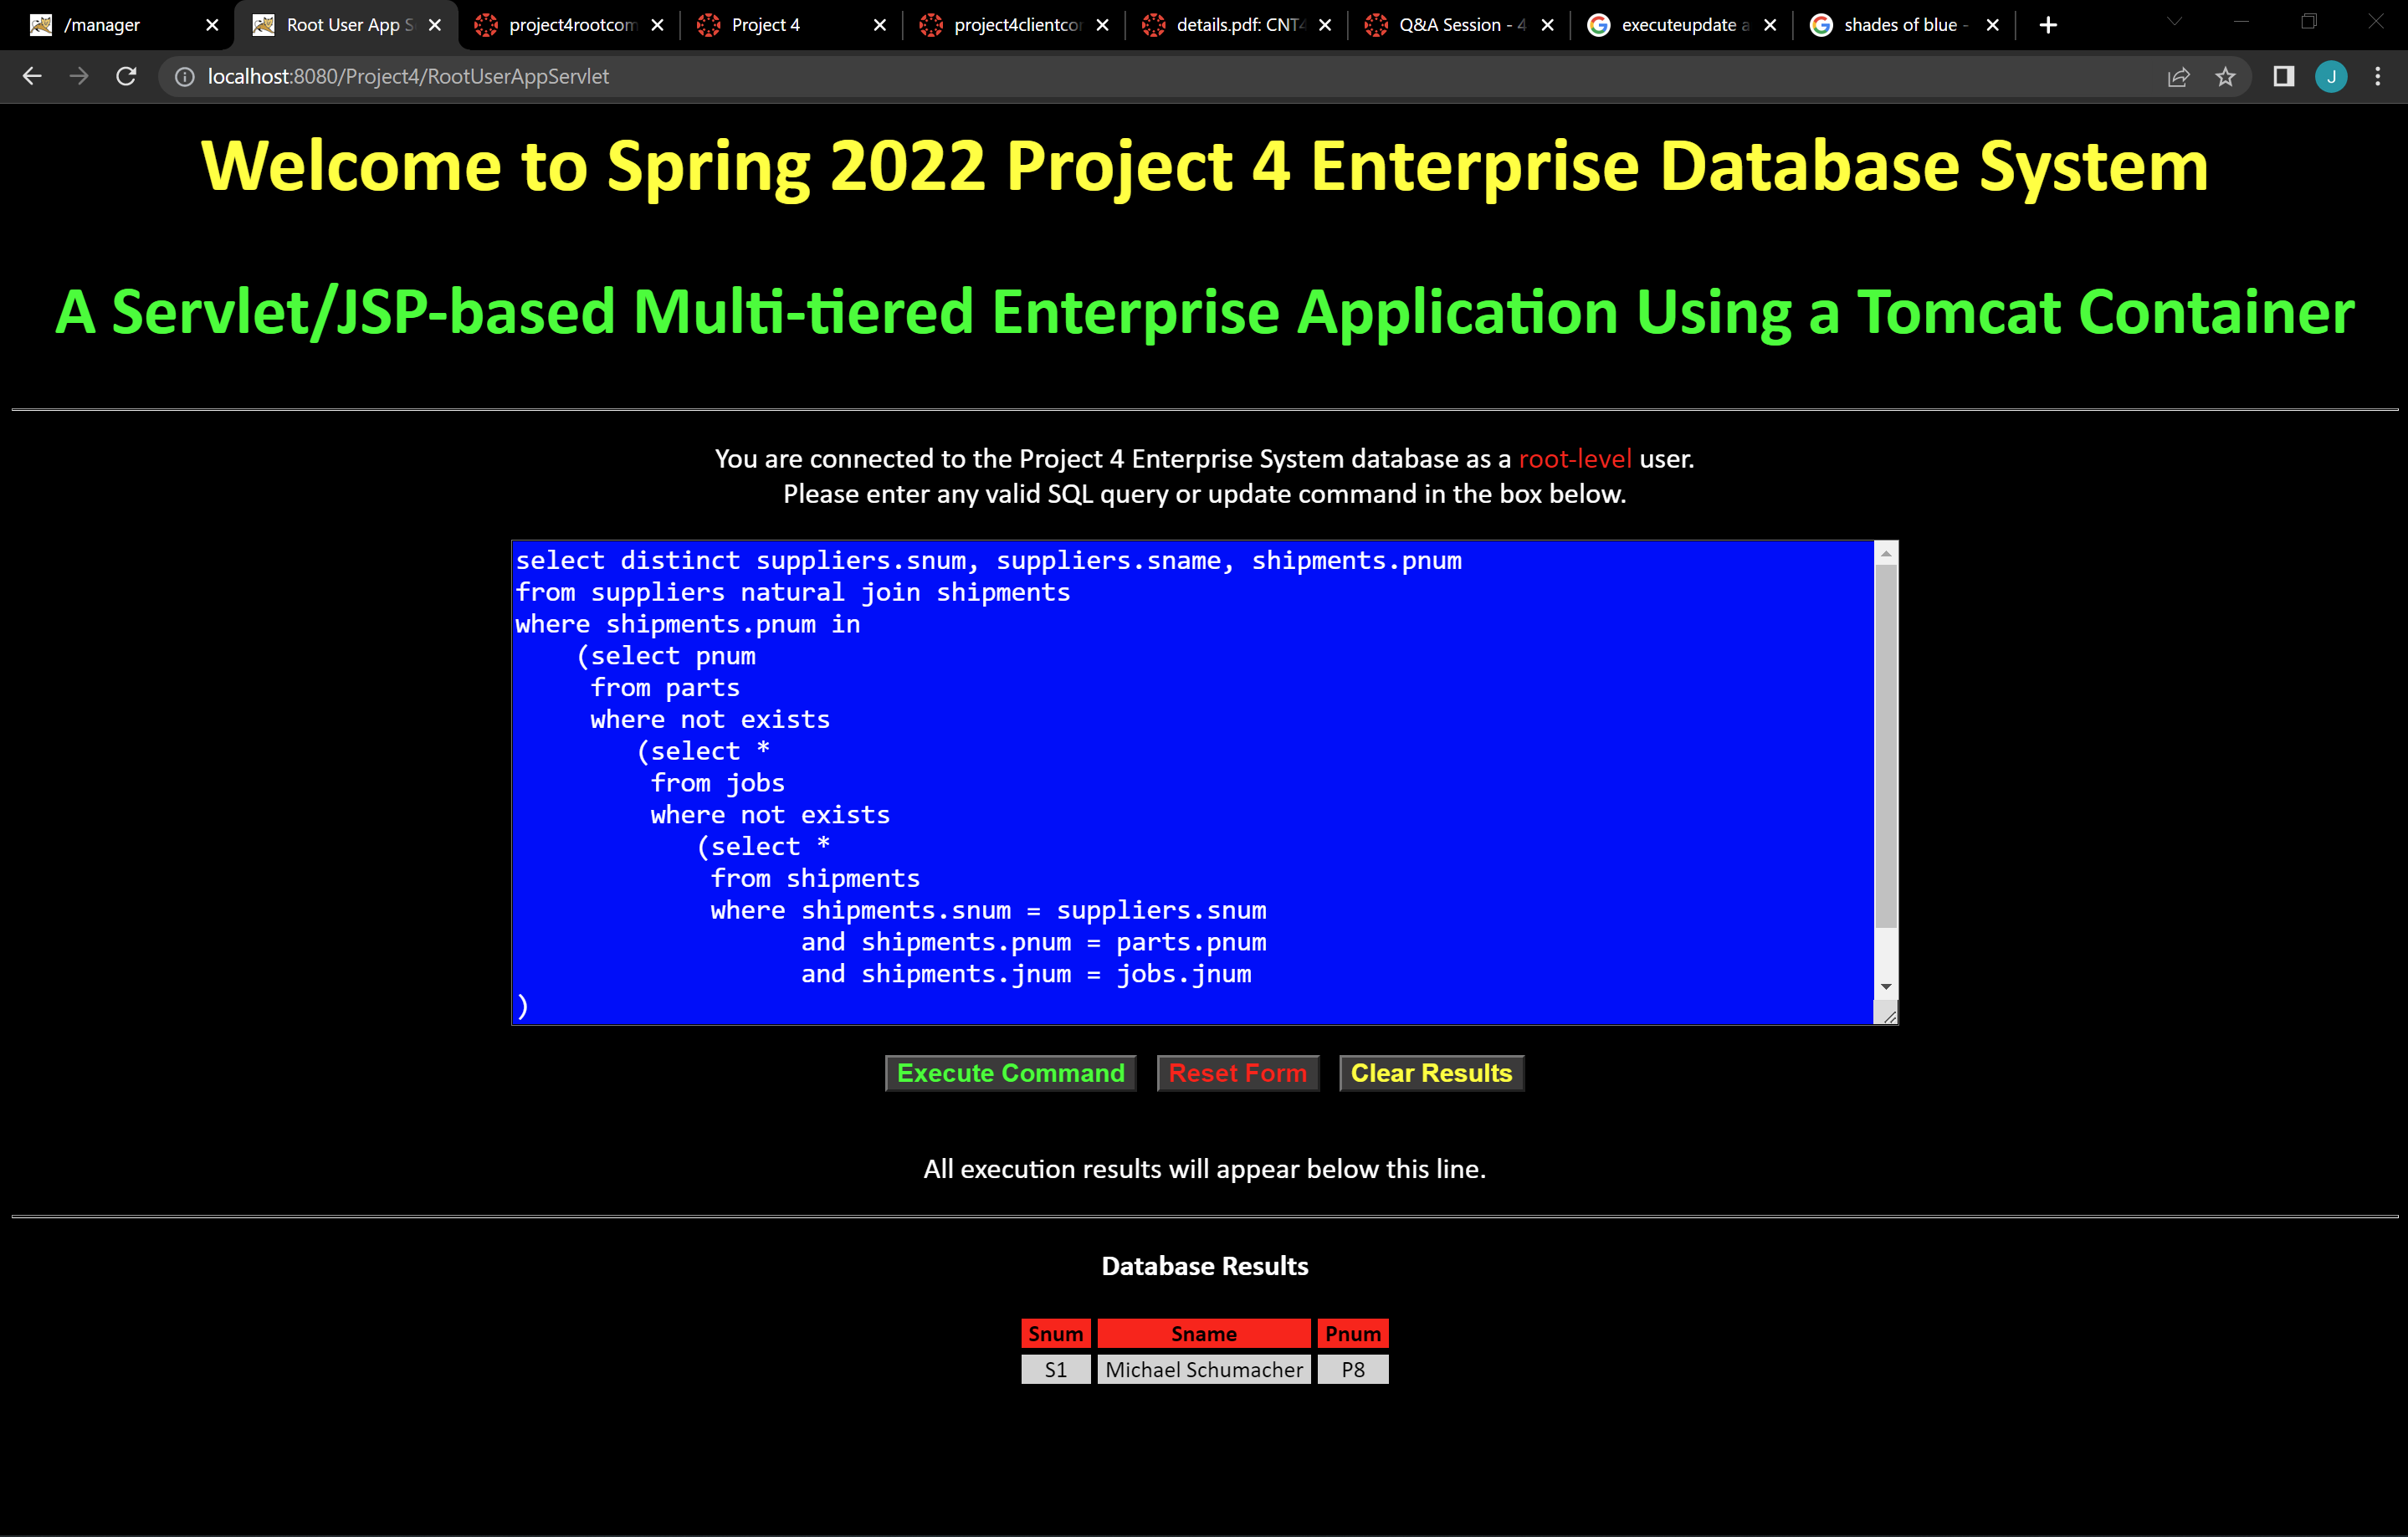 /manager
Root User App S
project4rootcom
Project 4
project4clientcor
details.pdf: CNT4
Q&A Session - 4
executeupdate a
shades of blue -
localhost:8080/Project4/RootUserAppServlet
J
Welcome to Spring 2022 Project 4 Enterprise Database System
A Servlet/JSP-based Multi-tiered Enterprise Application Using a Tomcat Container
You are connected to the Project 4 Enterprise System database as a root-level user.
Please enter any valid SQL query or update command in the box below.
select distinct suppliers.snum, suppliers.sname, shipments.pnum
from suppliers natural join shipments
where shipments.pnum in
    (select pnum
     from parts
     where not exists
        (select *
         from jobs
         where not exists
            (select *
             from shipments
             where shipments.snum = suppliers.snum
                   and shipments.pnum = parts.pnum
                   and shipments.jnum = jobs.jnum
)
Execute Command Reset Form Clear Results
All execution results will appear below this line.
Database Results
Snum Sname Pnum
S1 Michael Schumacher P8